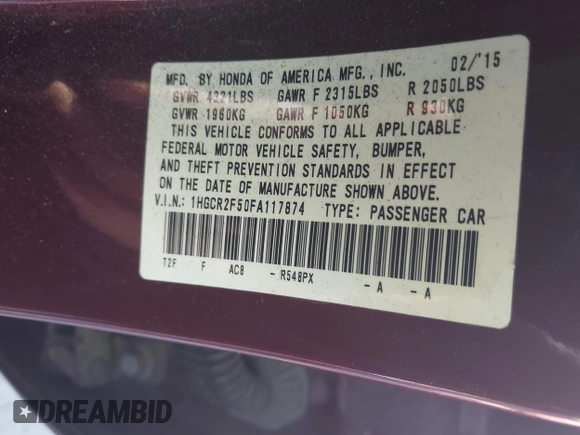 MFD. BY HONDA OF AMERICA MFG., INC. 02/'15
GVWR 4321LBS GAWR F 2315LBS R 2050LBS
GVWR 1960KG GAWR F 1050KG R 930KG
THIS VEHICLE CONFORMS TO ALL APPLICABLE
FEDERAL MOTOR VEHICLE SAFETY, BUMPER,
AND THEFT PREVENTION STANDARDS IN EFFECT
ON THE DATE OF MANUFACTURE SHOWN ABOVE.
V.I.N.: 1HGCR2F50FA117874 TYPE: PASSENGER CAR
T2F F AC8 - R548PX - A - A
DREAMBID